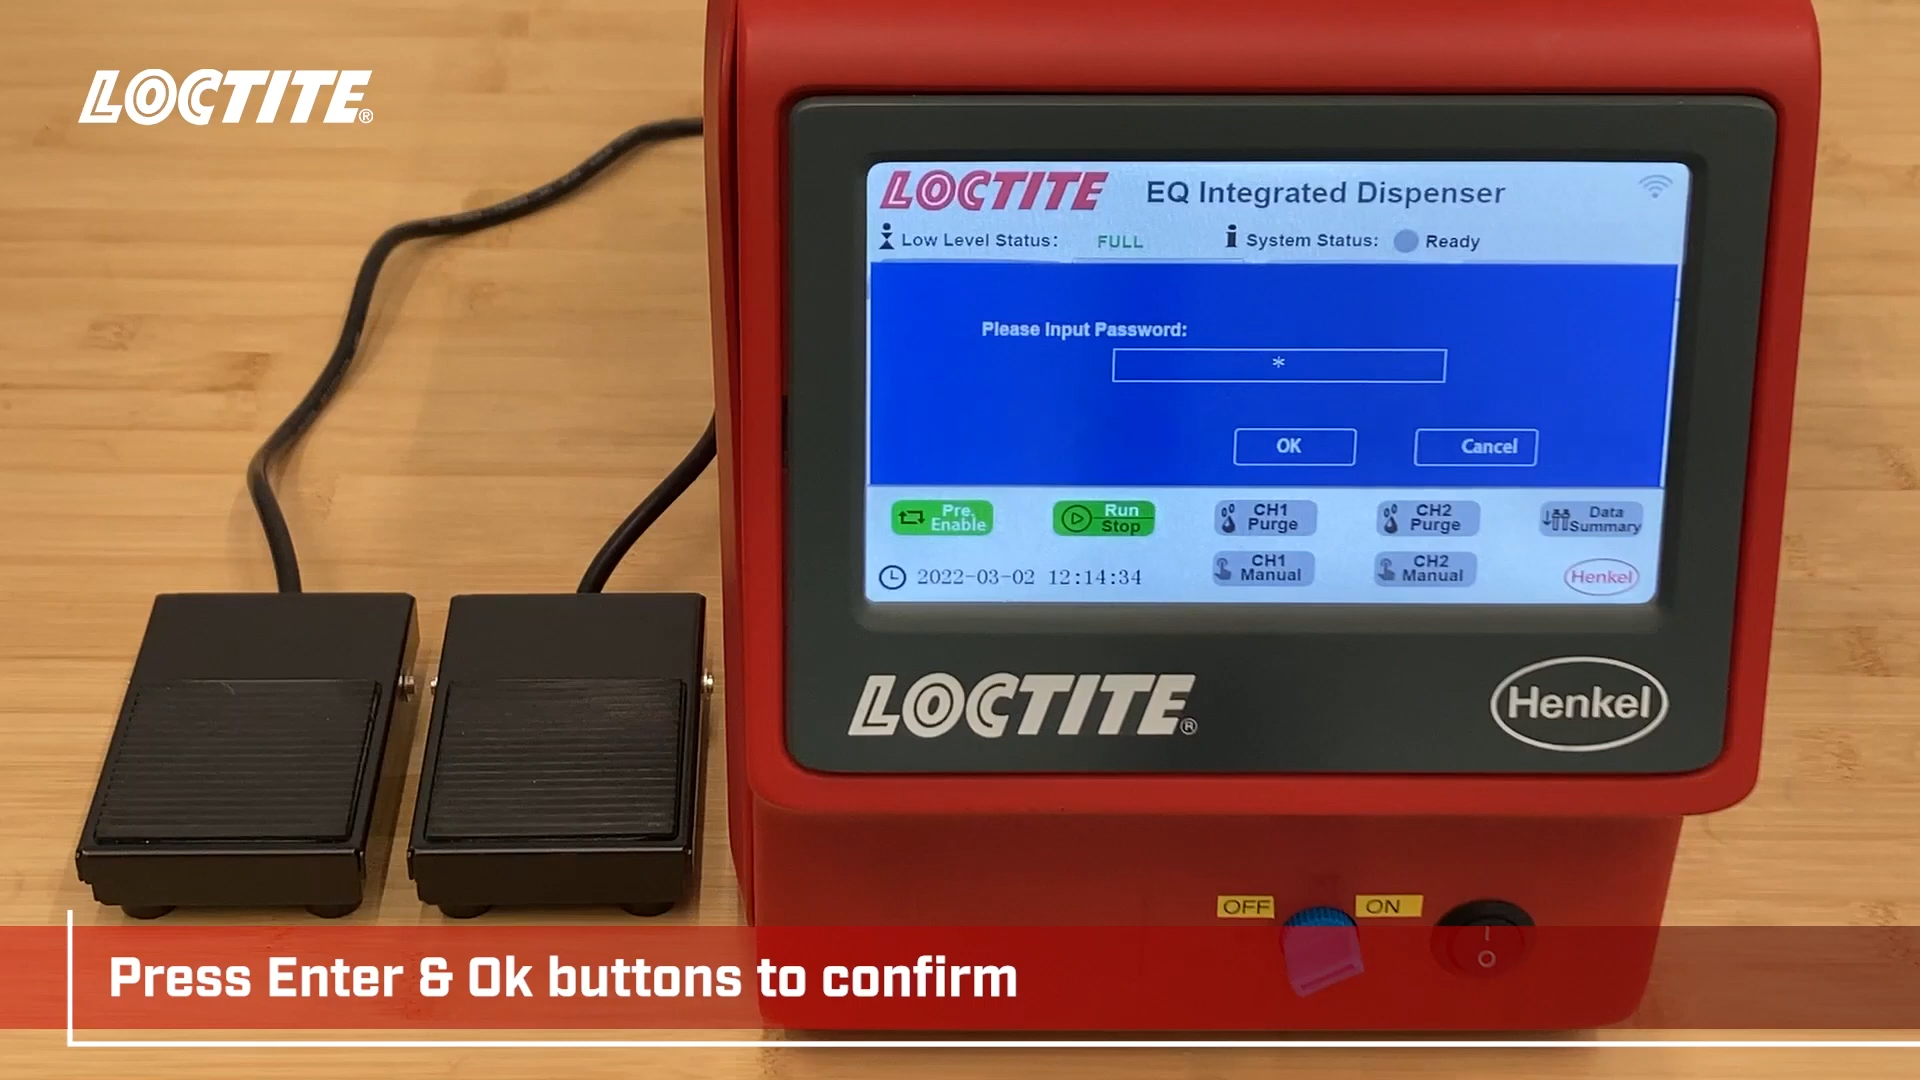 LOCTITE®
LOCTITE EQ Integrated Dispenser
Low Level Status: FULL System Status: Ready
Please Input Password:
*
OK Cancel
Pre. Enable
Run Stop
CH1 Purge
CH2 Purge
Data Summary
2022-03-02 12:14:34
CH1 Manual
CH2 Manual
Henkel
LOCTITE®
Henkel
OFF ON
I
O
Press Enter & Ok buttons to confirm